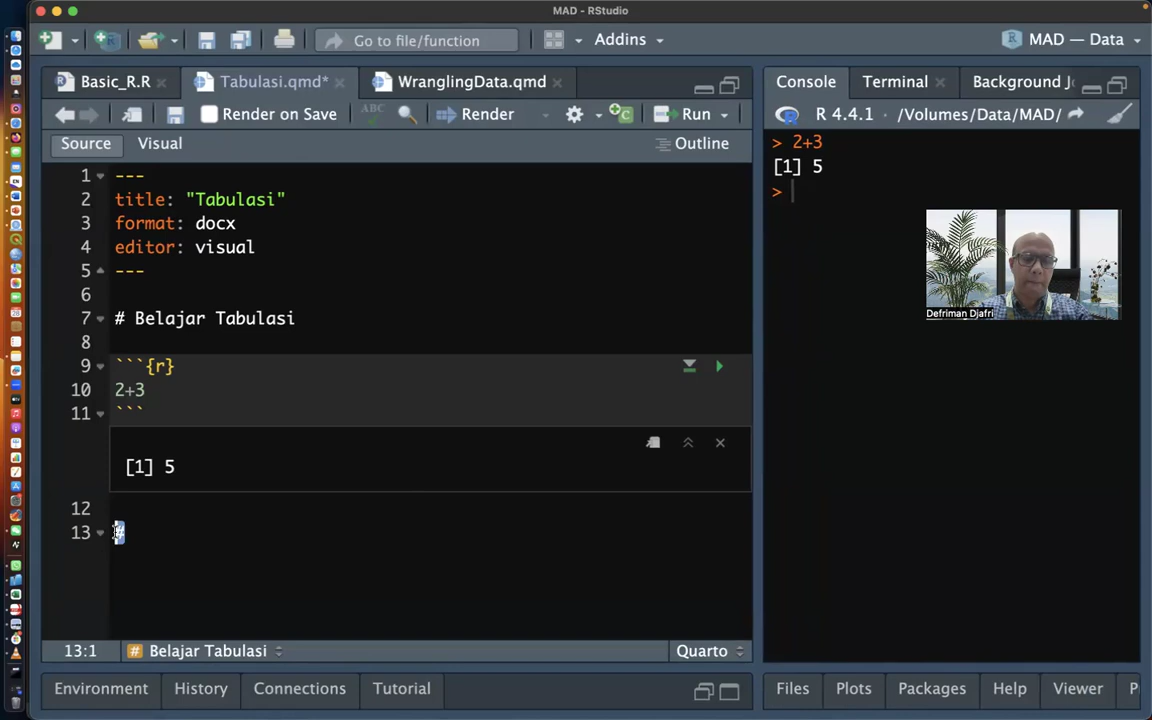 MAD - RStudio
Go to file/function
Addins
MAD — Data
Basic_R.R
Tabulasi.qmd*
WranglingData.qmd
Render on Save
ABC
Render
Run
Source
Visual
Outline
1 ---
2 title: "Tabulasi"
3 format: docx
4 editor: visual
5 ---
6
7 # Belajar Tabulasi
8
9 ```{r}
10 2+3
11 ```
[1] 5
12
13 #
13:1
# Belajar Tabulasi
Quarto
Environment
History
Connections
Tutorial
Console
Terminal
Background Jo
R 4.4.1 · /Volumes/Data/MAD/
> 2+3
[1] 5
>
Defriman Djafri
Files
Plots
Packages
Help
Viewer
P